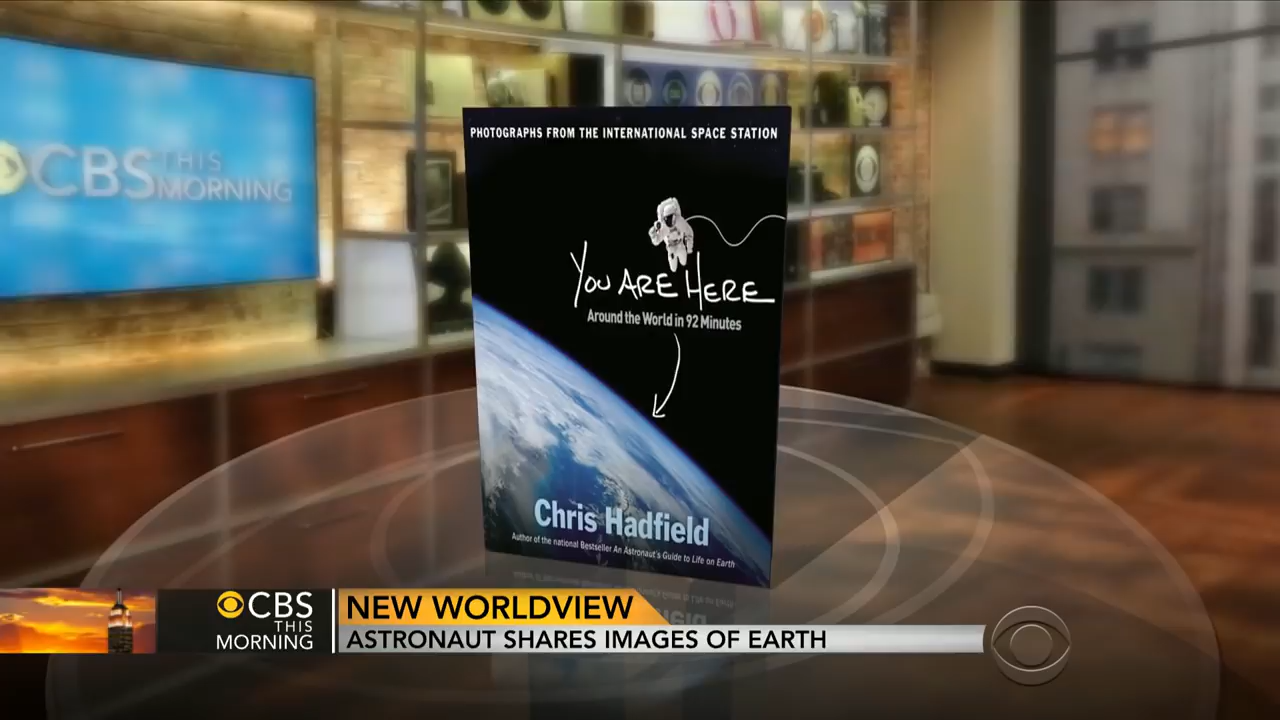 CBS THIS
MORNING
PHOTOGRAPHS FROM THE INTERNATIONAL SPACE STATION
YOU ARE HERE
Around the World in 92 Minutes
Chris Hadfield
Author of the national Bestseller An Astronaut's Guide to Life on Earth
CBS
THIS
MORNING
NEW WORLDVIEW
ASTRONAUT SHARES IMAGES OF EARTH